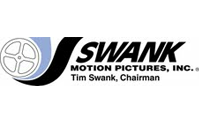 SWANK
MOTION PICTURES, INC.®
Tim Swank, Chairman